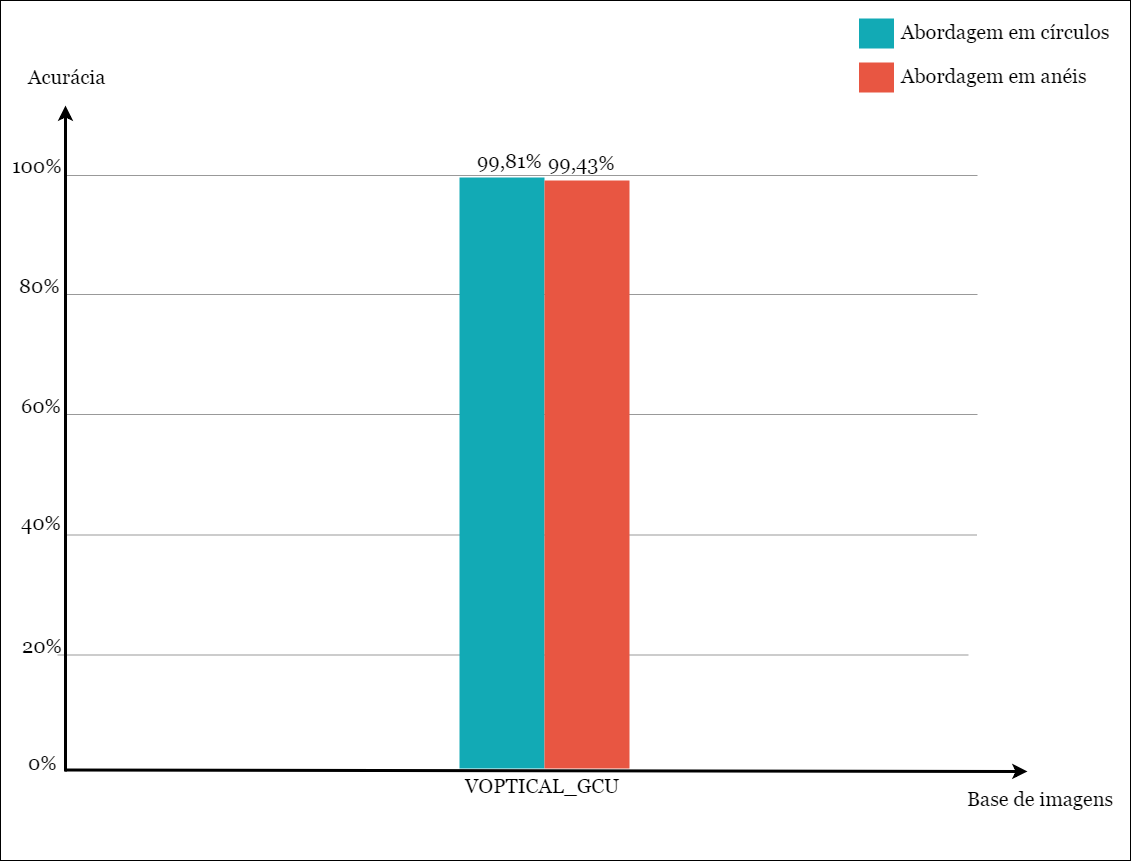 Abordagem em círculos
Abordagem em anéis
Acurácia
99,81% 99,43%
100%
80%
60%
40%
20%
0%
VOPTICAL_GCU
Base de imagens